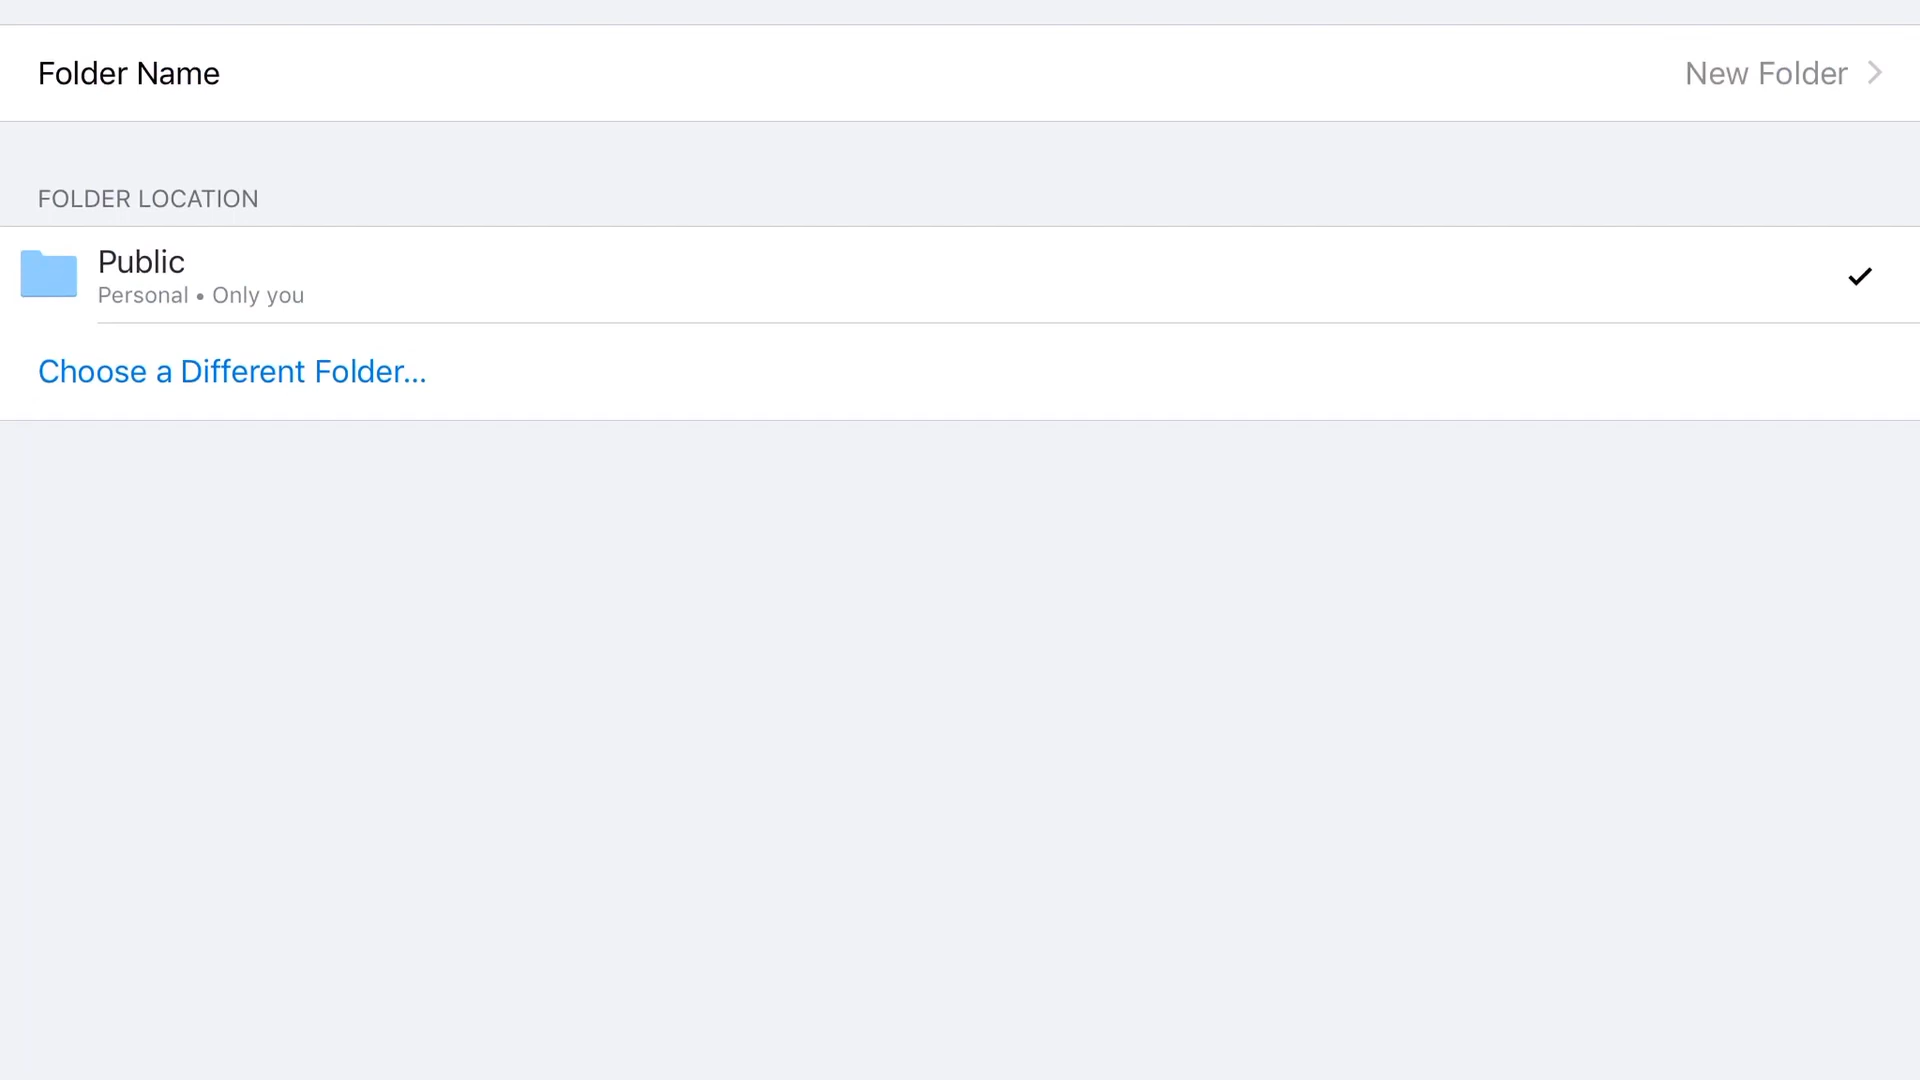 Folder Name
New Folder
FOLDER LOCATION
Public
Personal • Only you
Choose a Different Folder...